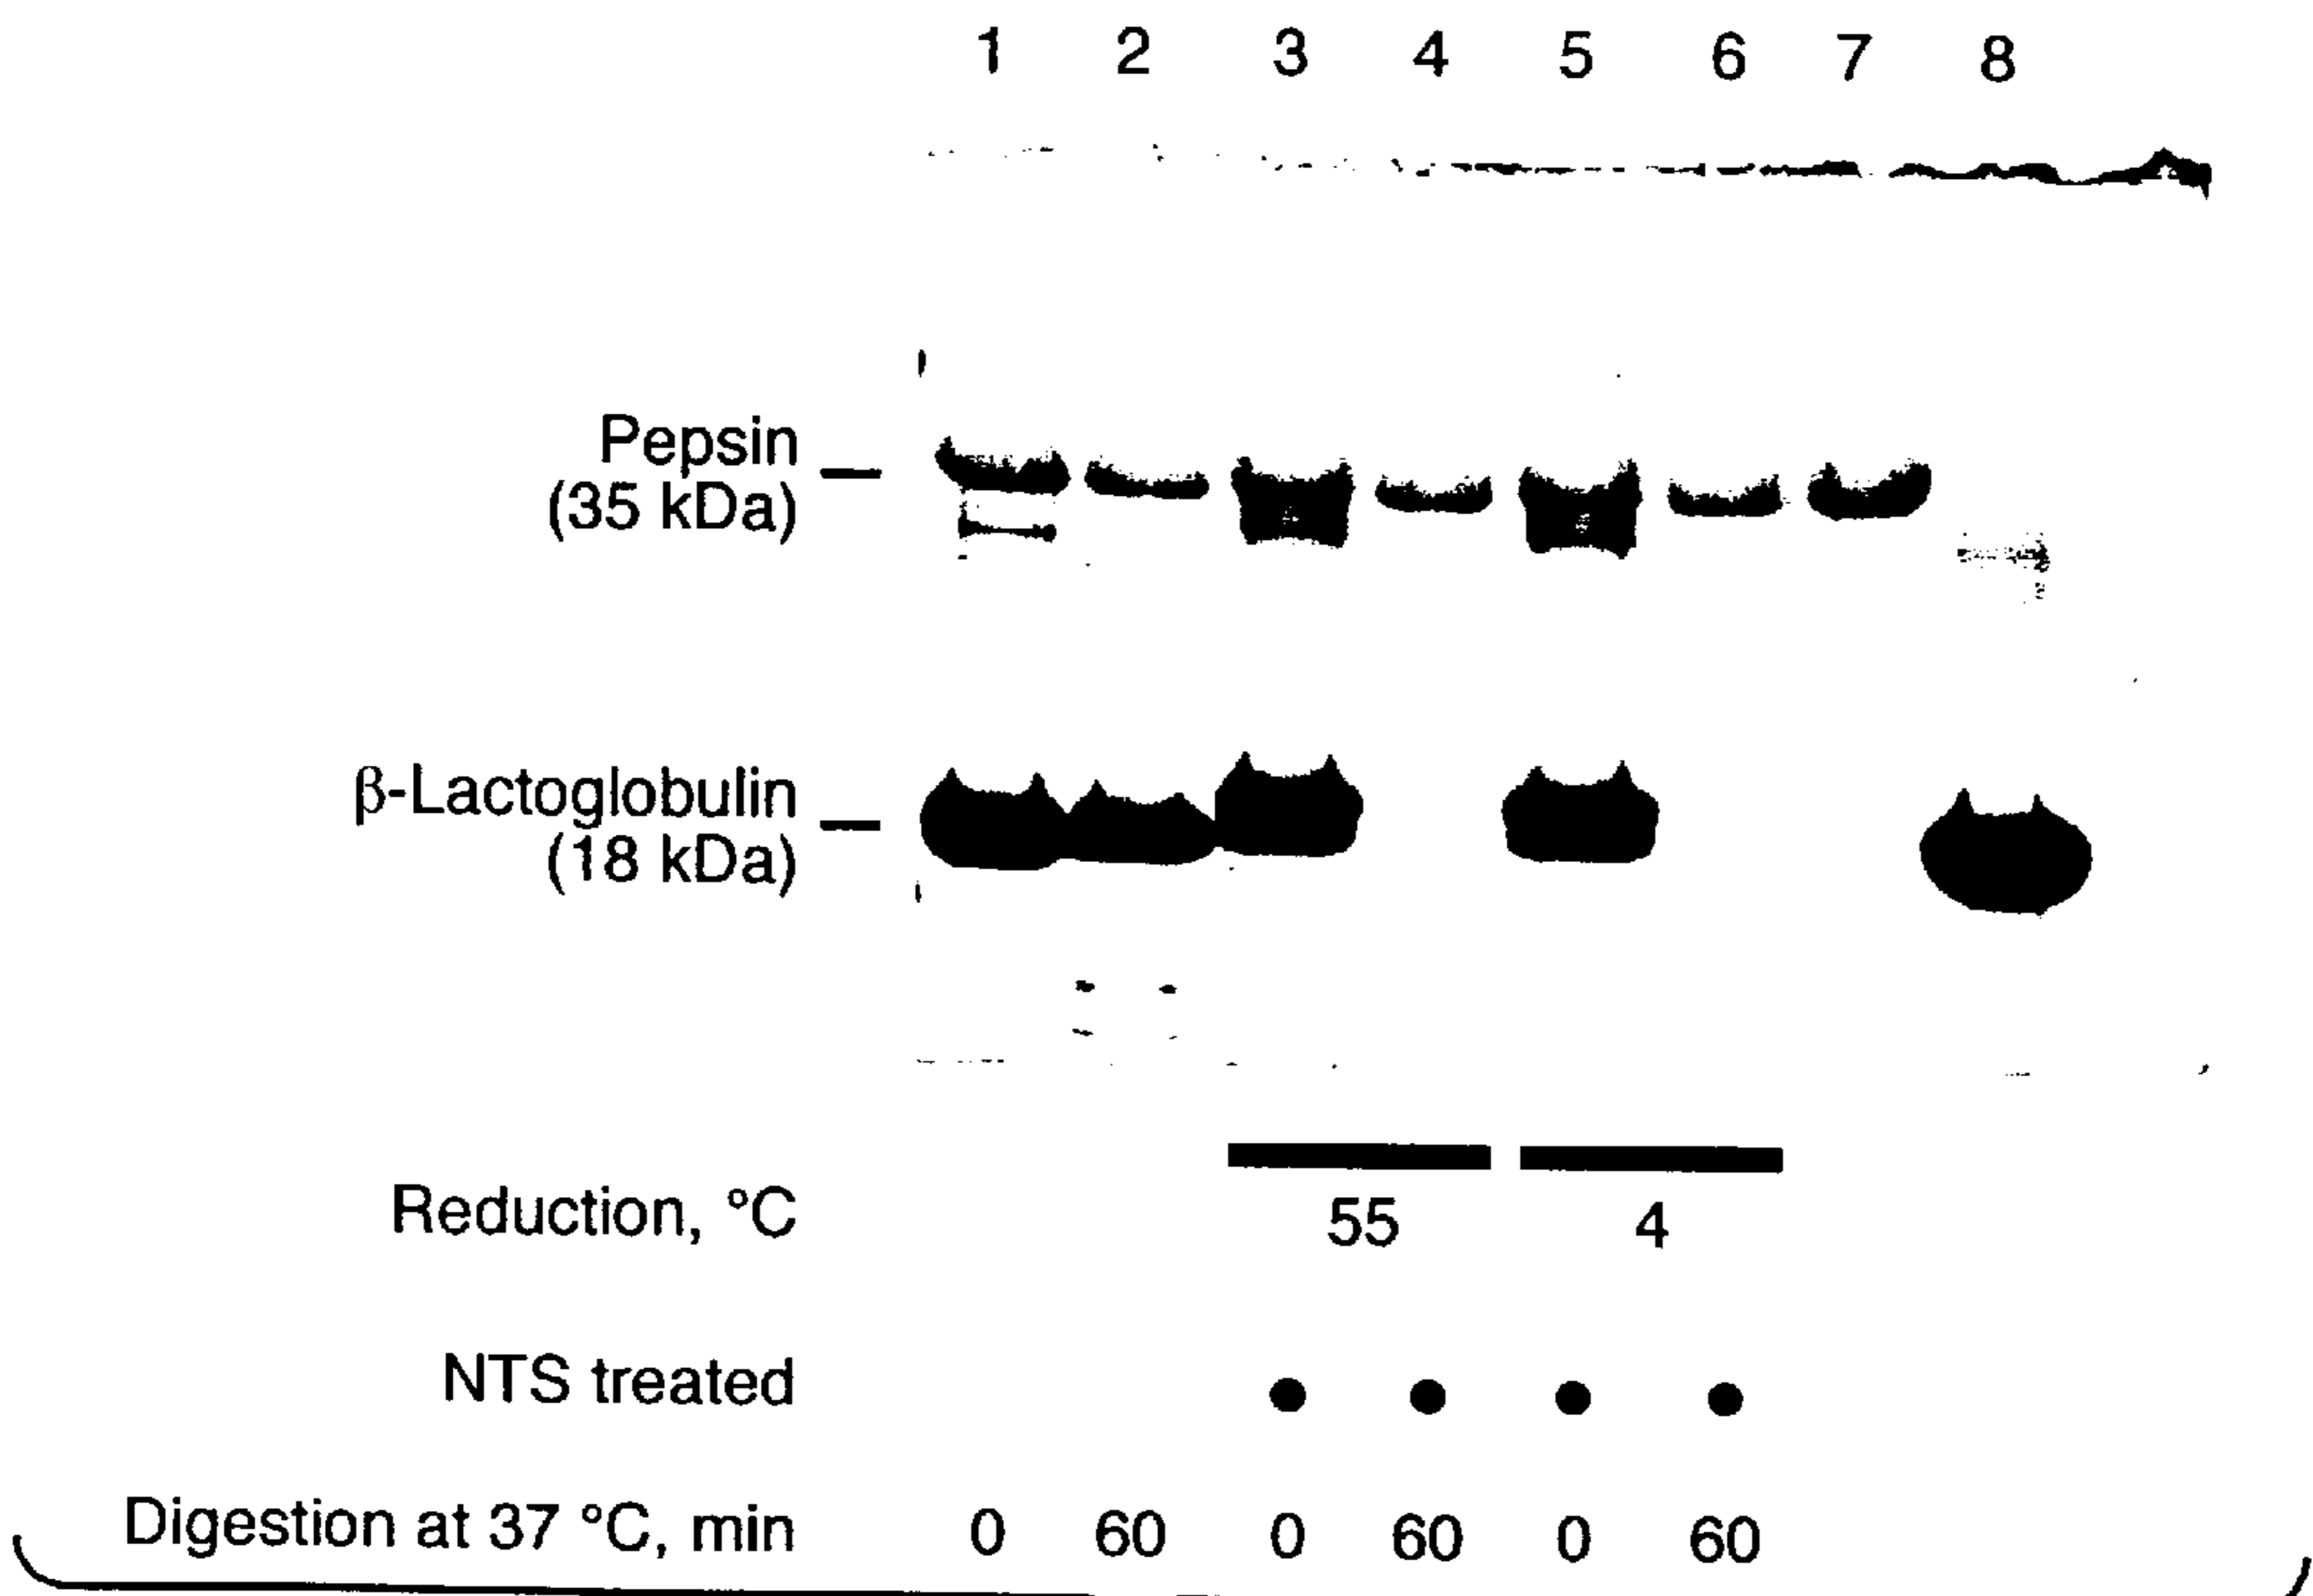 1 2 3 4 5 6 7 8
Pepsin
(35 kDa)
β-Lactoglobulin
(18 kDa)
Reduction, °C 55 4
NTS treated
Digestion at 37 °C, min 0 60 0 60 0 60